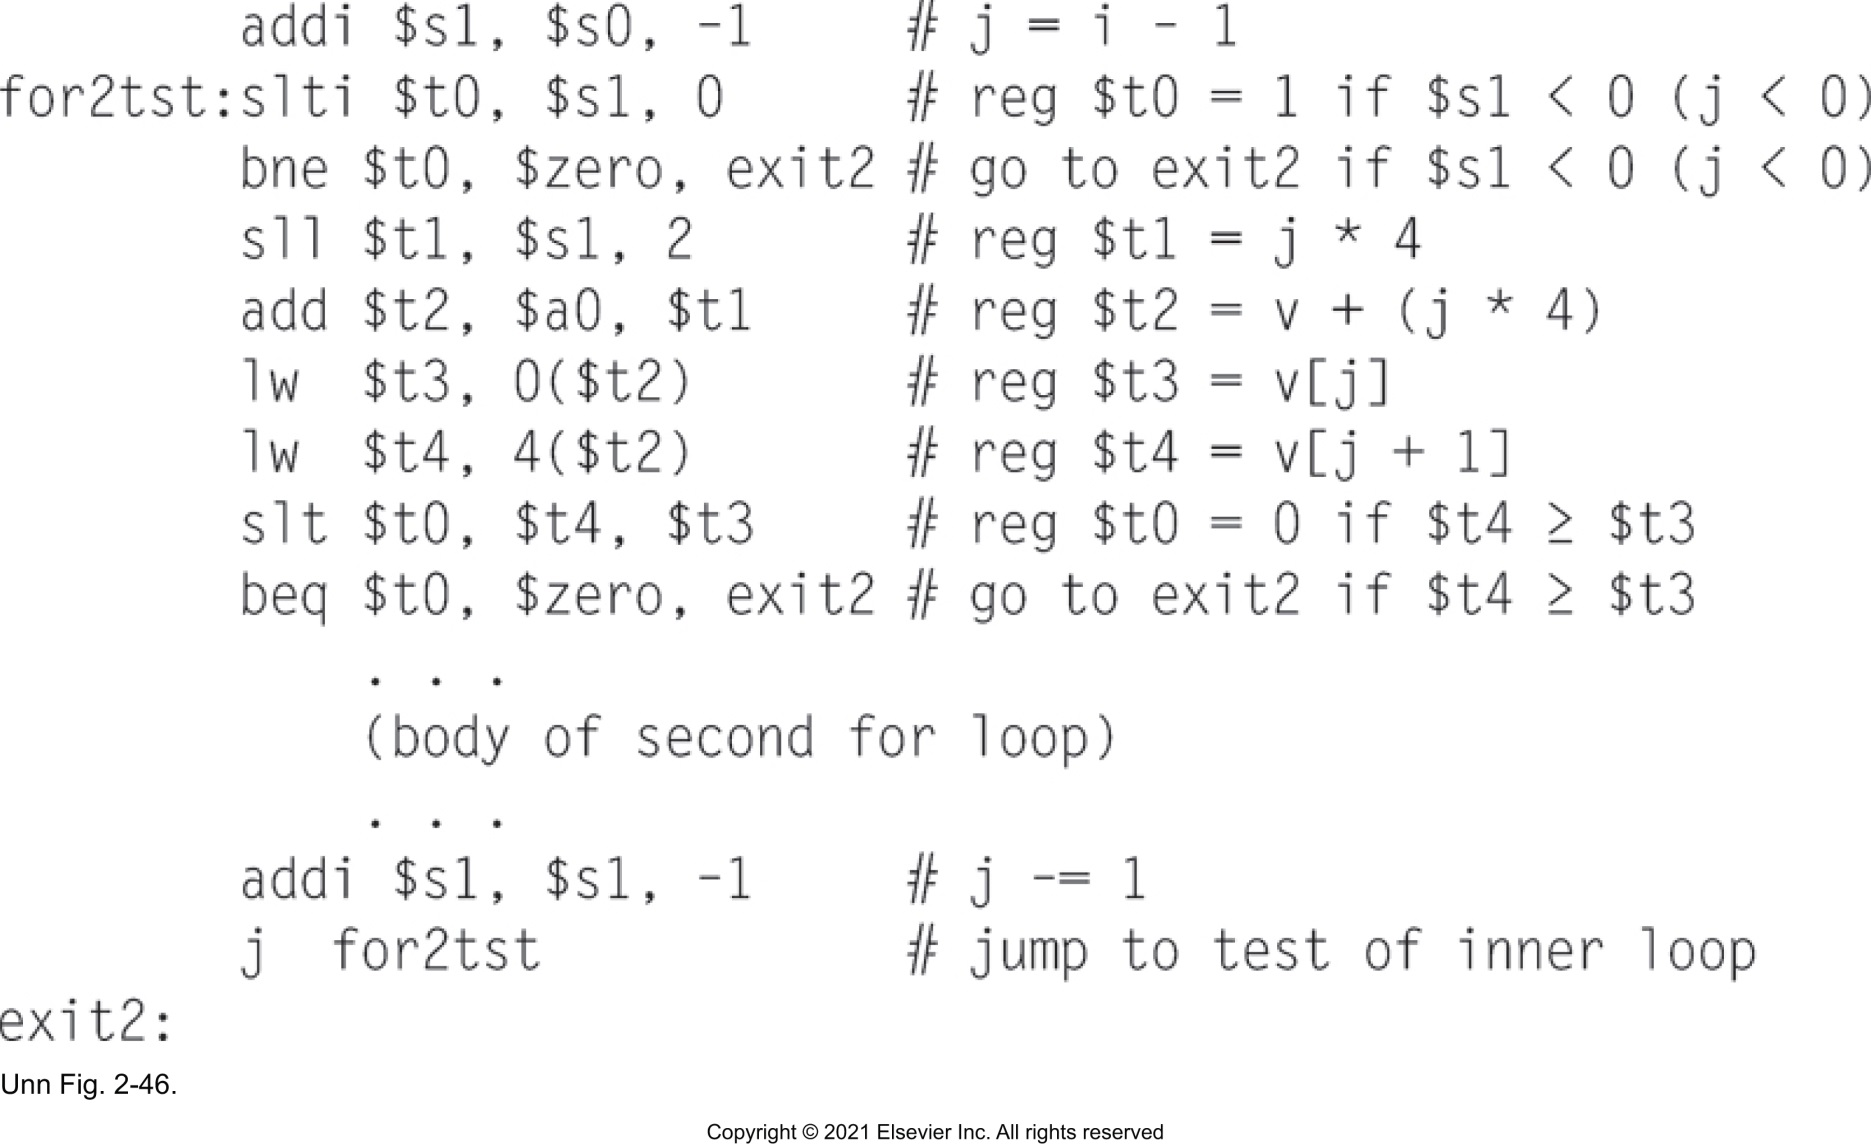 addi $s1, $s0, -1 # j = i - 1
for2tst:slti $t0, $s1, 0 # reg $t0 = 1 if $s1 < 0 (j < 0)
bne $t0, $zero, exit2 # go to exit2 if $s1 < 0 (j < 0)
sll $t1, $s1, 2 # reg $t1 = j * 4
add $t2, $a0, $t1 # reg $t2 = v + (j * 4)
lw $t3, 0($t2) # reg $t3 = v[j]
lw $t4, 4($t2) # reg $t4 = v[j + 1]
slt $t0, $t4, $t3 # reg $t0 = 0 if $t4 ≥ $t3
beq $t0, $zero, exit2 # go to exit2 if $t4 ≥ $t3
. . .
(body of second for loop)
. . .
addi $s1, $s1, -1 # j -= 1
j for2tst # jump to test of inner loop
exit2:
Unn Fig. 2-46.
Copyright © 2021 Elsevier Inc. All rights reserved